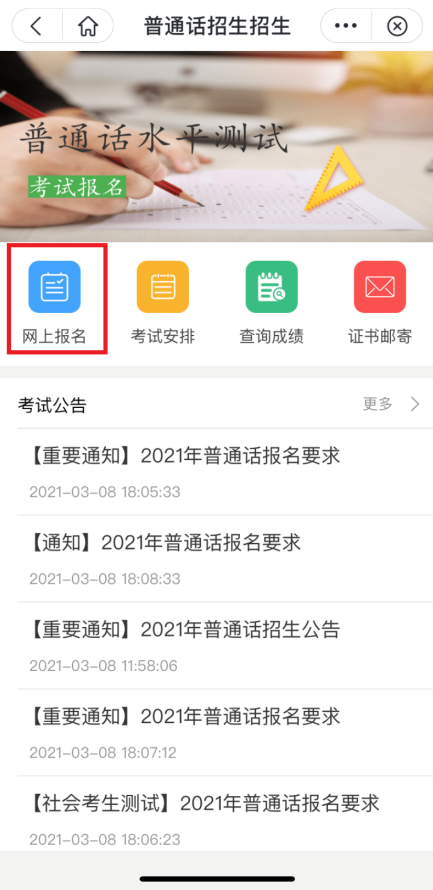 普通话招生招生
普通话水平测试
考试报名
网上报名
考试安排
查询成绩
证书邮寄
考试公告
更多
【重要通知】2021年普通话报名要求
2021-03-08 18:05:33
【通知】2021年普通话报名要求
2021-03-08 18:08:33
【重要通知】2021年普通话招生公告
2021-03-08 11:58:06
【重要通知】2021年普通话报名要求
2021-03-08 18:07:12
【社会考生测试】2021年普通话报名要求
2021-03-08 18:06:23